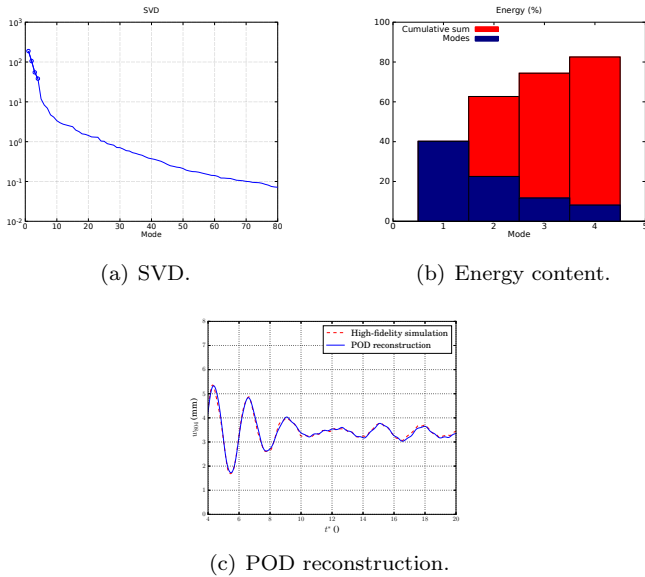 SVD
10³
10²
10¹
10⁰
10⁻¹
10⁻²
0 10 20 30 40 50 60 70 80
Mode
(a) SVD.
Energy (%)
100
80
60
40
20
0
Cumulative sum
Modes
0 1 2 3 4 5
Mode
(b) Energy content.
8
7
6
5
4
3
2
1
0
(mm)
High-fidelity simulation
POD reconstruction
4 6 8 10 12 14 16 18 20
t* ()
(c) POD reconstruction.